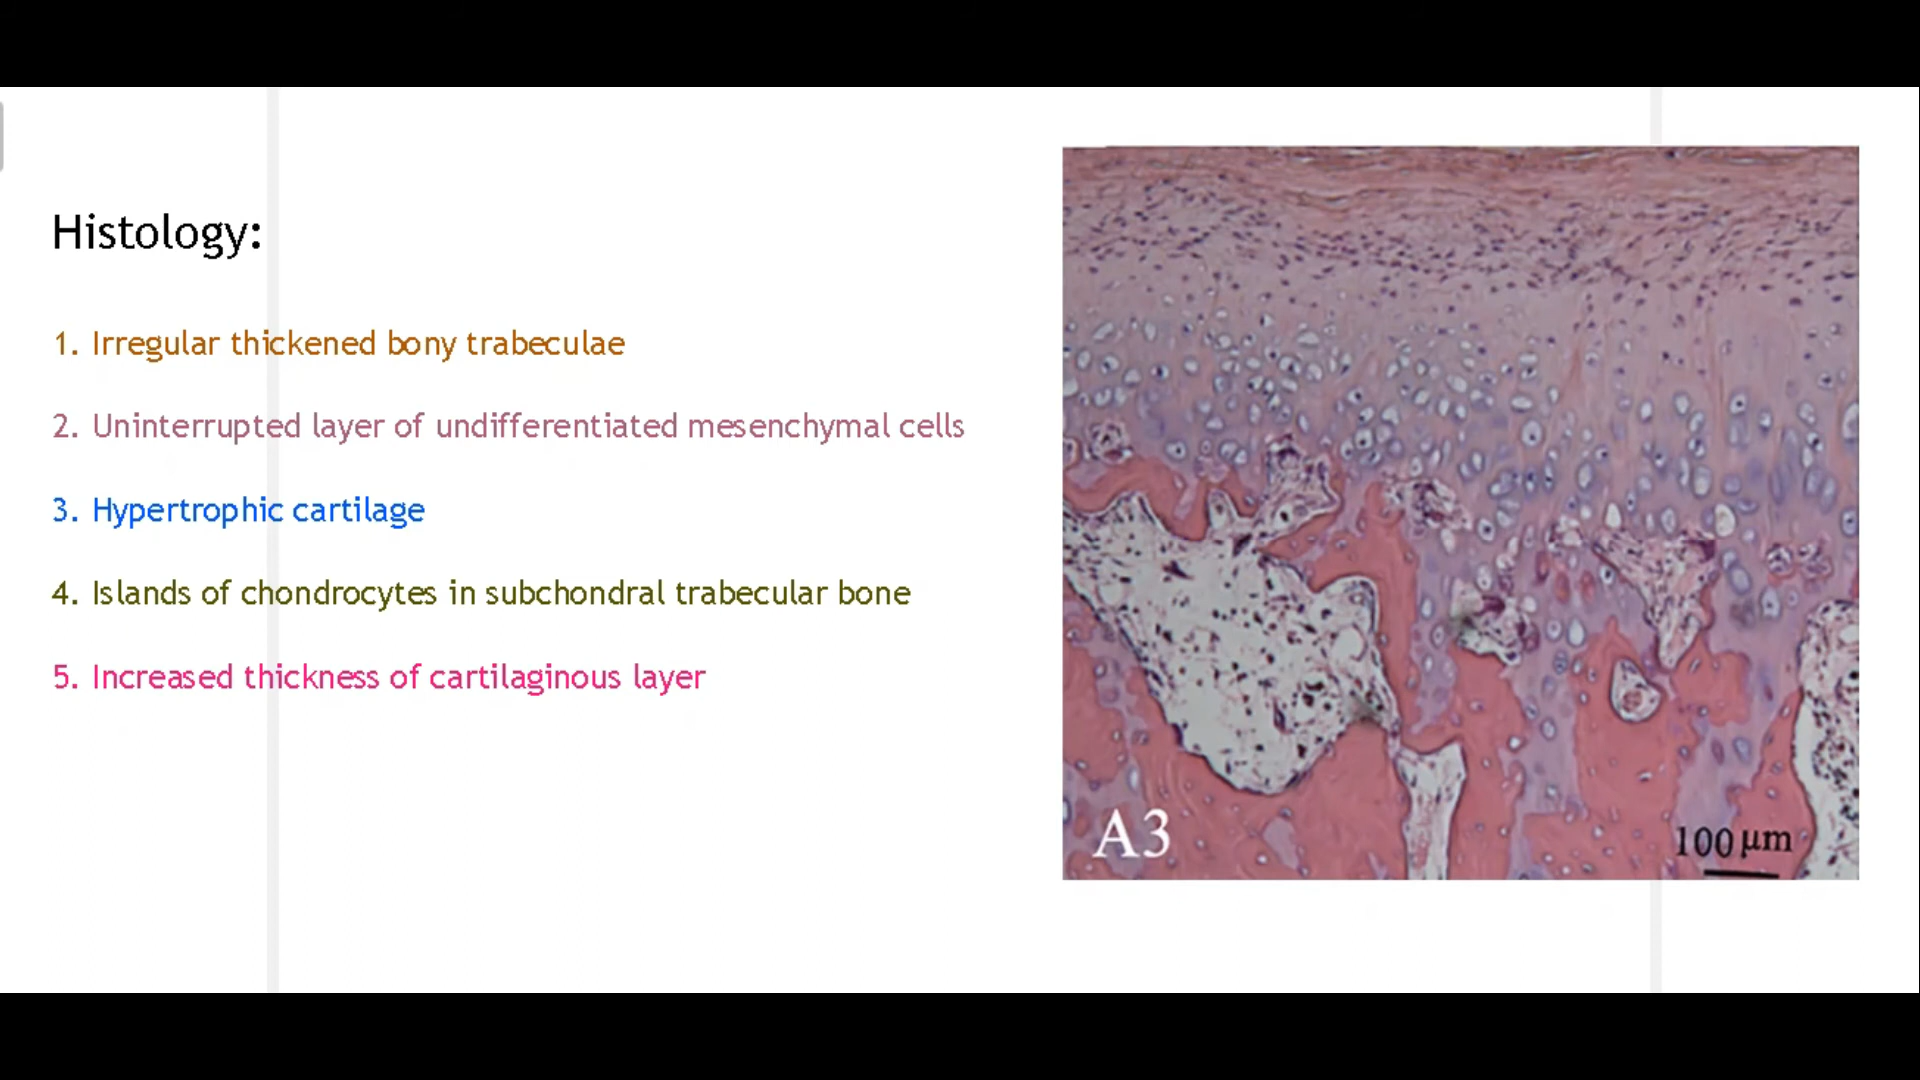 Histology:
1. Irregular thickened bony trabeculae
2. Uninterrupted layer of undifferentiated mesenchymal cells
3. Hypertrophic cartilage
4. Islands of chondrocytes in subchondral trabecular bone
5. Increased thickness of cartilaginous layer
A3
100 µm